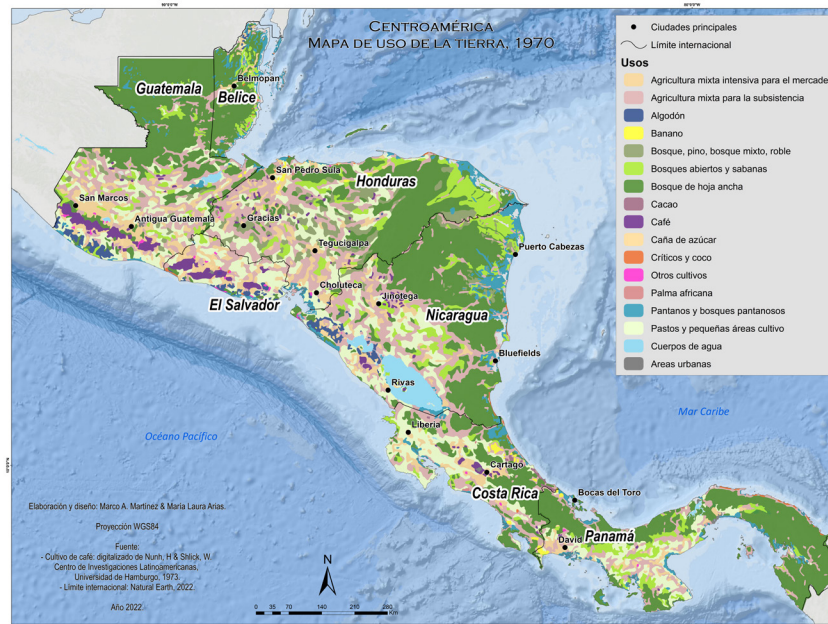 CENTROAMÉRICA
MAPA DE USO DE LA TIERRA, 1970
Ciudades principales
Límite internacional
Usos
Agricultura mixta intensiva para el mercade
Agricultura mixta para la subsistencia
Algodón
Banano
Bosque, pino, bosque mixto, roble
Bosques abiertos y sabanas
Bosque de hoja ancha
Cacao
Café
Caña de azúcar
Críticos y coco
Otros cultivos
Palma africana
Pantanos y bosques pantanosos
Pastos y pequeñas áreas cultivo
Cuerpos de agua
Areas urbanas
Belmopan
Guatemala
Belice
San Pedro Sula
Honduras
San Marcos
Antigua Guatemala
Gracias
Tegucigalpa
Puerto Cabezas
Choluteca
Jinotega
El Salvador
Nicaragua
Bluefields
Rivas
Mar Caribe
Liberia
Océano Pacífico
Cartago
Costa Rica
Bocas del Toro
David
Panamá
Elaboración y diseño: Marco A. Martínez & María Laura Arias.
Proyección WGS84
Fuente:
- Cultivo de café: digitalizado de Nunh, H & Shlick, W.
Centro de Investigaciones Latinoamericanas,
Universidad de Hamburgo, 1973.
- Límite internacional: Natural Earth, 2022.
Año 2022.
N
0 35 70 140 210 280
Km